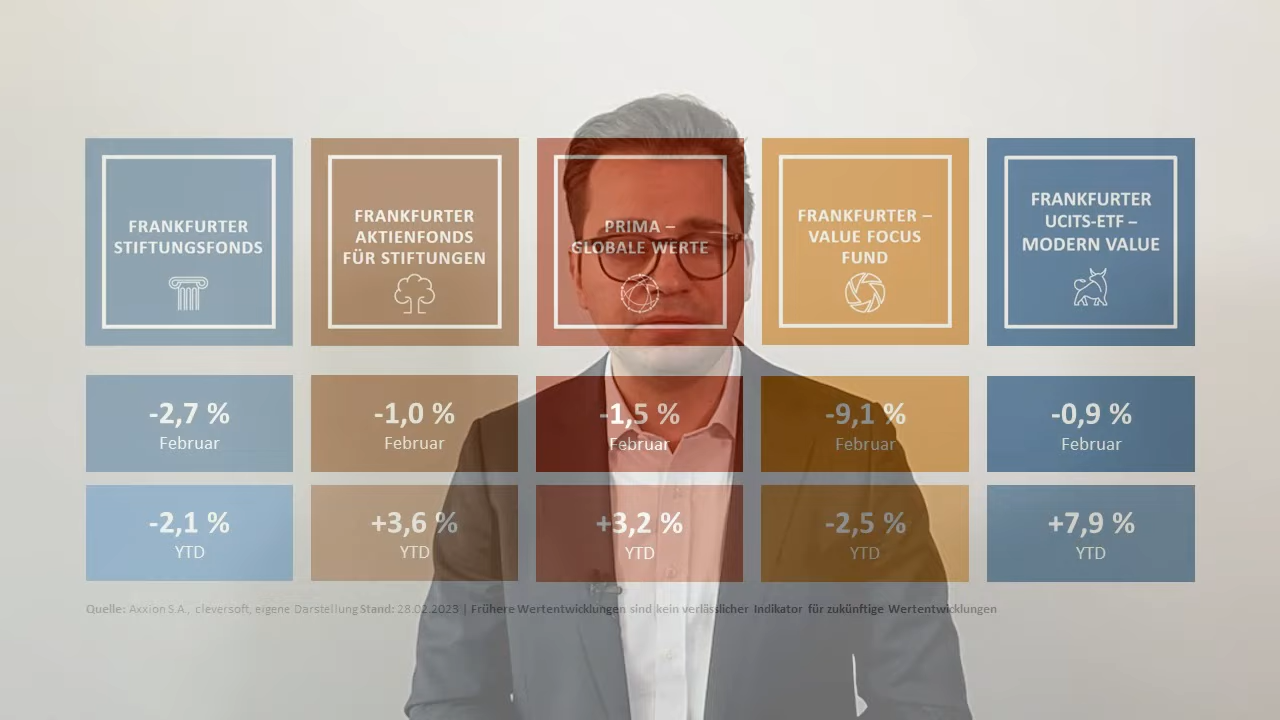 FRANKFURTER
STIFTUNGSFONDS
FRANKFURTER
AKTIENFONDS
FÜR STIFTUNGEN
PRIMA –
GLOBALE WERTE
FRANKFURTER –
VALUE FOCUS
FUND
FRANKFURTER
UCITS-ETF –
MODERN VALUE
-2,7 %
Februar
-1,0 %
Februar
-1,5 %
Februar
-9,1 %
Februar
-0,9 %
Februar
-2,1 %
YTD
+3,6 %
YTD
+3,2 %
YTD
-2,5 %
YTD
+7,9 %
YTD
Quelle: Axxion S.A., cleversoft, eigene Darstellung Stand: 28.02.2023 | Frühere Wertentwicklungen sind kein verlässlicher Indikator für zukünftige Wertentwicklungen